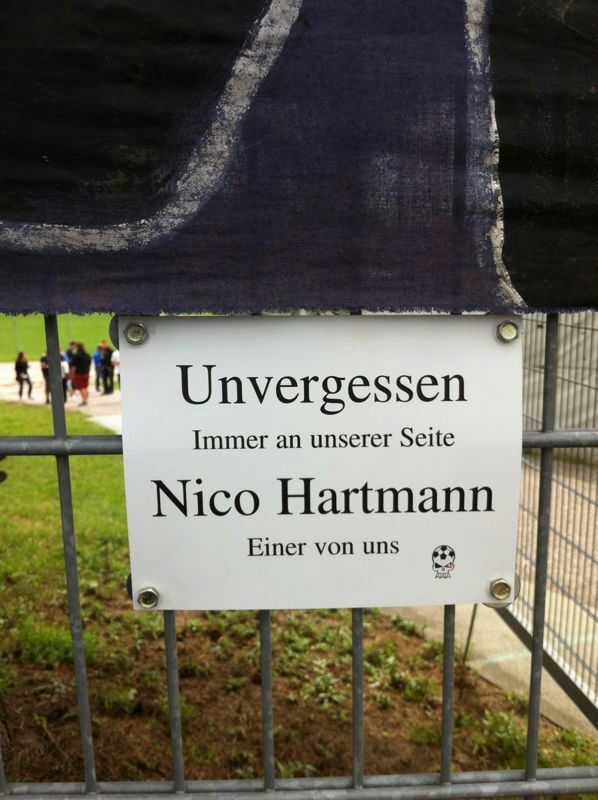 Unvergessen
Immer an unserer Seite
Nico Hartmann
Einer von uns